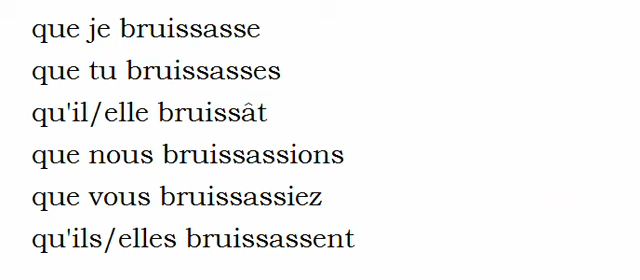 que je bruissasse
que tu bruissasses
qu'il/elle bruissât
que nous bruissassions
que vous bruissassiez
qu'ils/elles bruissassent